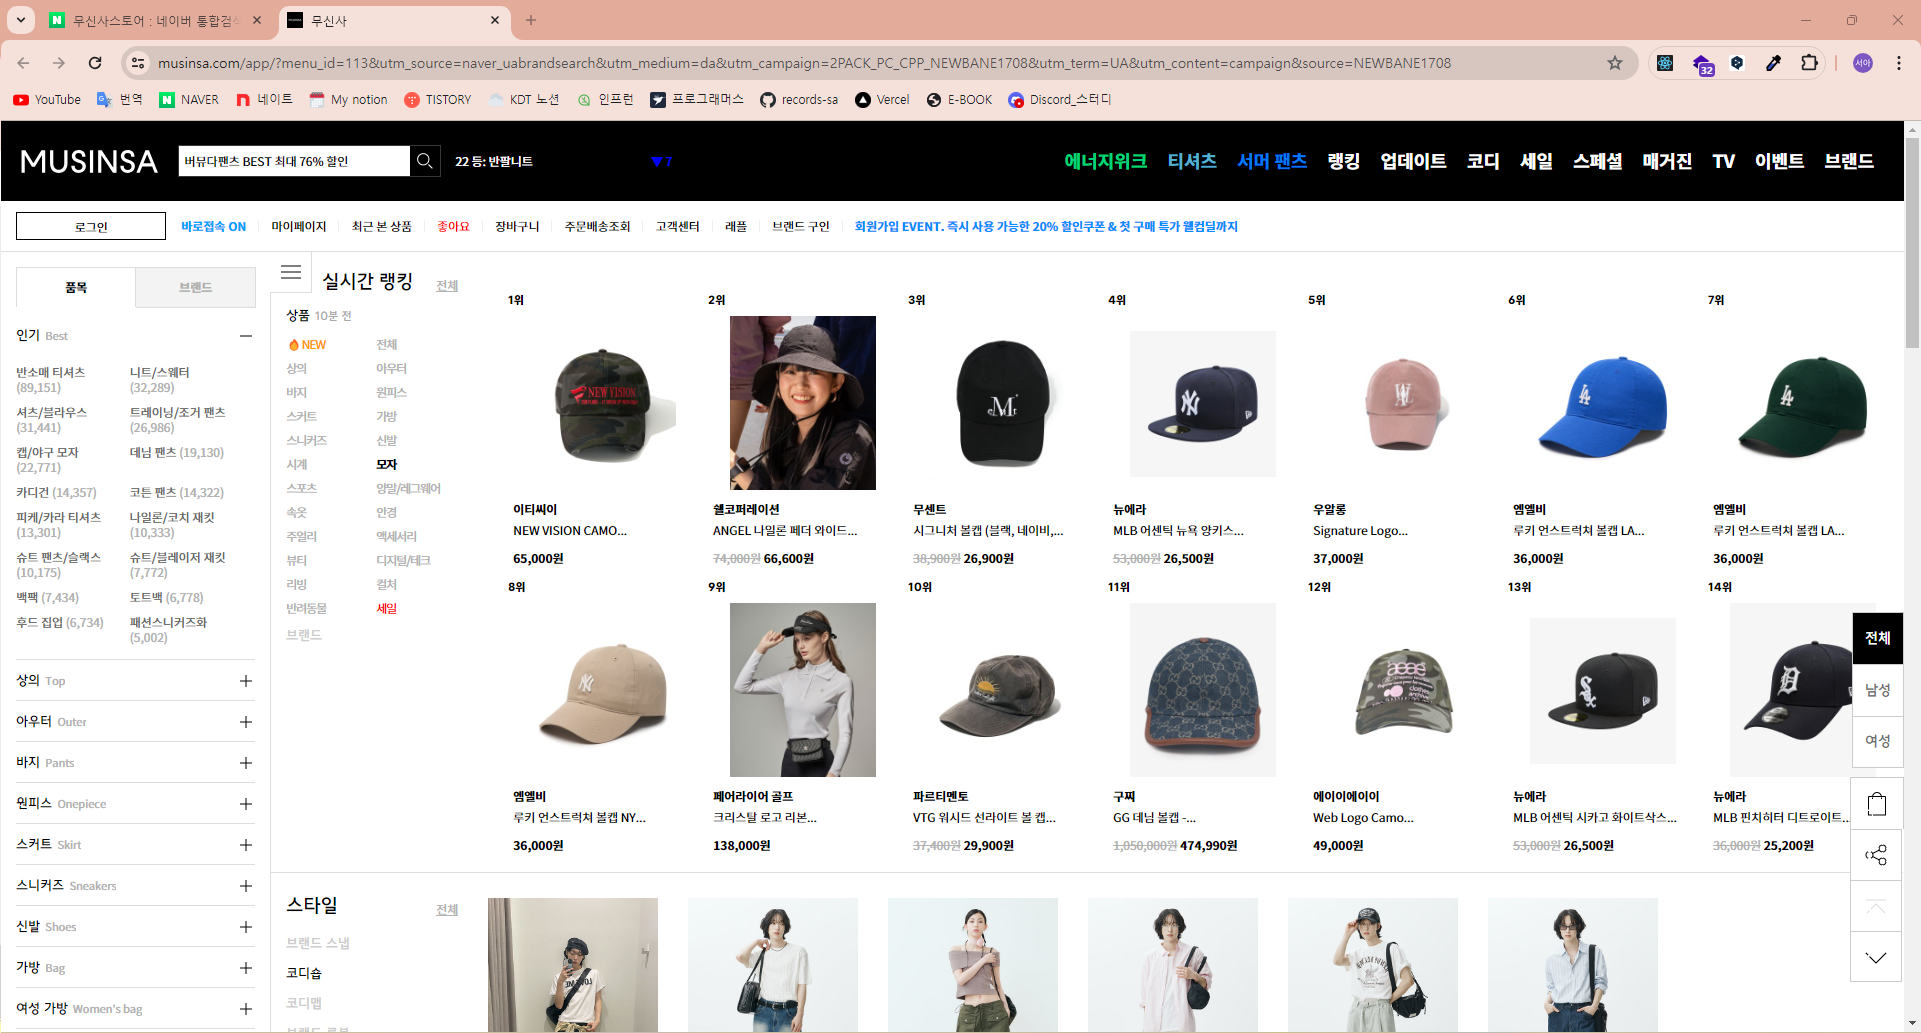 무신사스토어 : 네이버 통합검색
무신사
musinsa.com/app/?menu_id=113&utm_source=naver_uabrandsearch&utm_medium=da&utm_campaign=2PACK_PC_CPP_NEWBANE1708&utm_term=UA&utm_content=campaign&source=NEWBANE1708
32
서아
YouTube 번역 NAVER 네이트 My notion TISTORY KDT 노션 인프런 프로그래머스 records-sa Vercel E-BOOK Discord_스터디
MUSINSA
버뮤다팬츠 BEST 최대 76% 할인
22 등: 반팔니트 ▼7
에너지위크 티셔츠 서머 팬츠 랭킹 업데이트 코디 세일 스페셜 매거진 TV 이벤트 브랜드
로그인 바로접속 ON 마이페이지 최근 본 상품 좋아요 장바구니 주문배송조회 고객센터 래플 브랜드 구인 회원가입 EVENT. 즉시 사용 가능한 20% 할인쿠폰 & 첫 구매 특가 웰컴딜까지
품목 브랜드
인기 Best
반소매 티셔츠 (89,151)
니트/스웨터 (32,289)
셔츠/블라우스 (31,441)
트레이닝/조거 팬츠 (26,986)
캡/야구 모자 (22,771)
데님 팬츠 (19,130)
카디건 (14,357)
코튼 팬츠 (14,322)
피케/카라 티셔츠 (13,301)
나일론/코치 재킷 (10,333)
슈트 팬츠/슬랙스 (10,175)
슈트/블레이저 재킷 (7,772)
백팩 (7,434)
토트백 (6,778)
후드 집업 (6,734)
패션스니커즈화 (5,002)
상의 Top
아우터 Outer
바지 Pants
원피스 Onepiece
스커트 Skirt
스니커즈 Sneakers
신발 Shoes
가방 Bag
여성 가방 Women's bag
실시간 랭킹 전체
상품 10분 전
NEW 전체
상의 아우터
바지 원피스
스커트 가방
스니커즈 신발
시계 모자
스포츠 양말/레그웨어
속옷 안경
주얼리 액세서리
뷰티 디지털/테크
리빙 컬처
반려동물 세일
브랜드
1위 2위 3위 4위 5위 6위 7위
NEW VISION
이티씨이
NEW VISION CAMO...
65,000원
쉘코퍼레이션
ANGEL 나일론 페더 와이드...
74,000원 66,600원
무센트
시그니처 볼캡 (블랙, 네이비,...
38,900원 26,900원
뉴에라
MLB 어센틱 뉴욕 양키스...
53,000원 26,500원
우알롱
Signature Logo...
37,000원
엠엘비
루키 언스트럭쳐 볼캡 LA...
36,000원
엠엘비
루키 언스트럭쳐 볼캡 LA...
36,000원
8위 9위 10위 11위 12위 13위 14위
엠엘비
루키 언스트럭쳐 볼캡 NY...
36,000원
페어라이어 골프
크리스탈 로고 리본...
138,000원
파르티멘토
VTG 워시드 선라이트 볼 캡...
37,400원 29,900원
구찌
GG 데님 볼캡 -...
1,050,000원 474,990원
에이이에이이
Web Logo Camo...
49,000원
뉴에라
MLB 어센틱 시카고 화이트삭스...
53,000원 26,500원
뉴에라
MLB 핀치히터 디트로이트...
36,000원 25,200원
전체
남성
여성
스타일 전체
브랜드 스냅
코디숍
코디맵